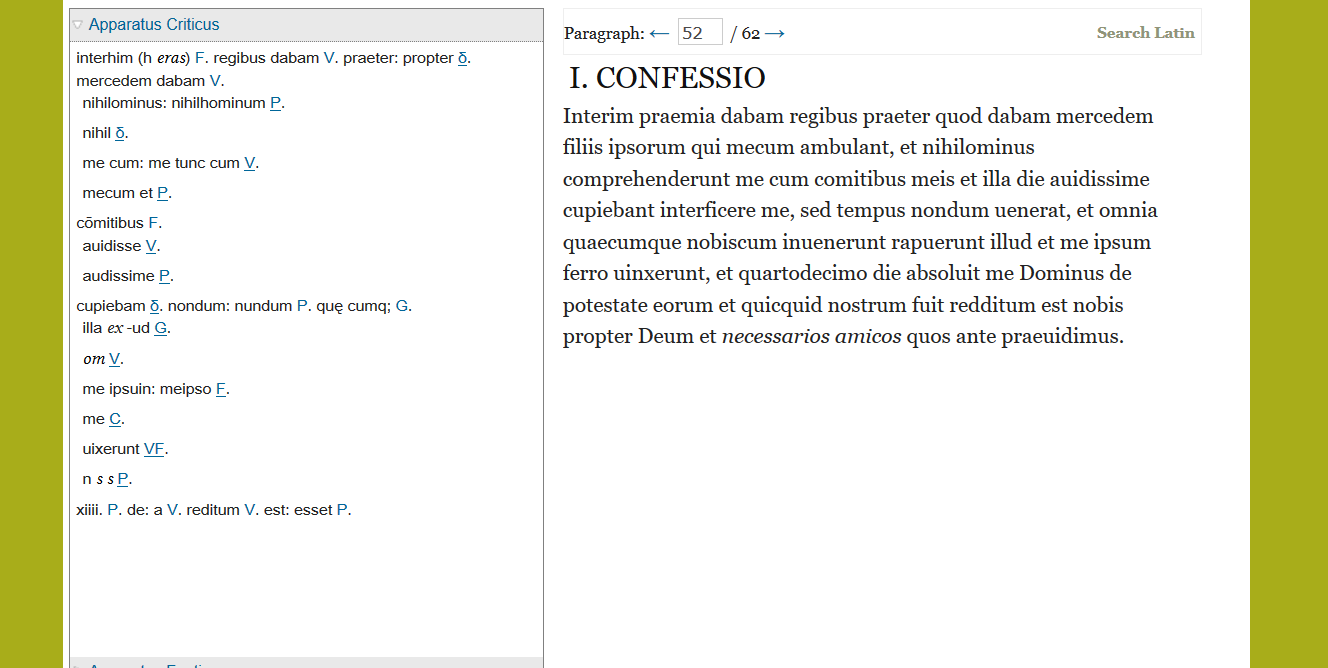 Apparatus Criticus
interhim (h eras) F. regibus dabam V. praeter: propter δ.
mercedem dabam V.
nihilominus: nihilhominum P.
nihil δ.
me cum: me tunc cum V.
mecum et P.
cōmitibus F.
auidisse V.
audissime P.
cupiebam δ. nondum: nundum P. quę cumq; G.
illa ex -ud G.
om V.
me ipsuin: meipso F.
me C.
uixerunt VF.
n s s P.
xiiii. P. de: a V. reditum V. est: esset P.
Paragraph: ← 52 / 62 →
Search Latin
I. CONFESSIO
Interim praemia dabam regibus praeter quod dabam mercedem
filiis ipsorum qui mecum ambulant, et nihilominus
comprehenderunt me cum comitibus meis et illa die auidissime
cupiebant interficere me, sed tempus nondum uenerat, et omnia
quaecumque nobiscum inuenerunt rapuerunt illud et me ipsum
ferro uinxerunt, et quartodecimo die absoluit me Dominus de
potestate eorum et quicquid nostrum fuit redditum est nobis
propter Deum et necessarios amicos quos ante praeuidimus.